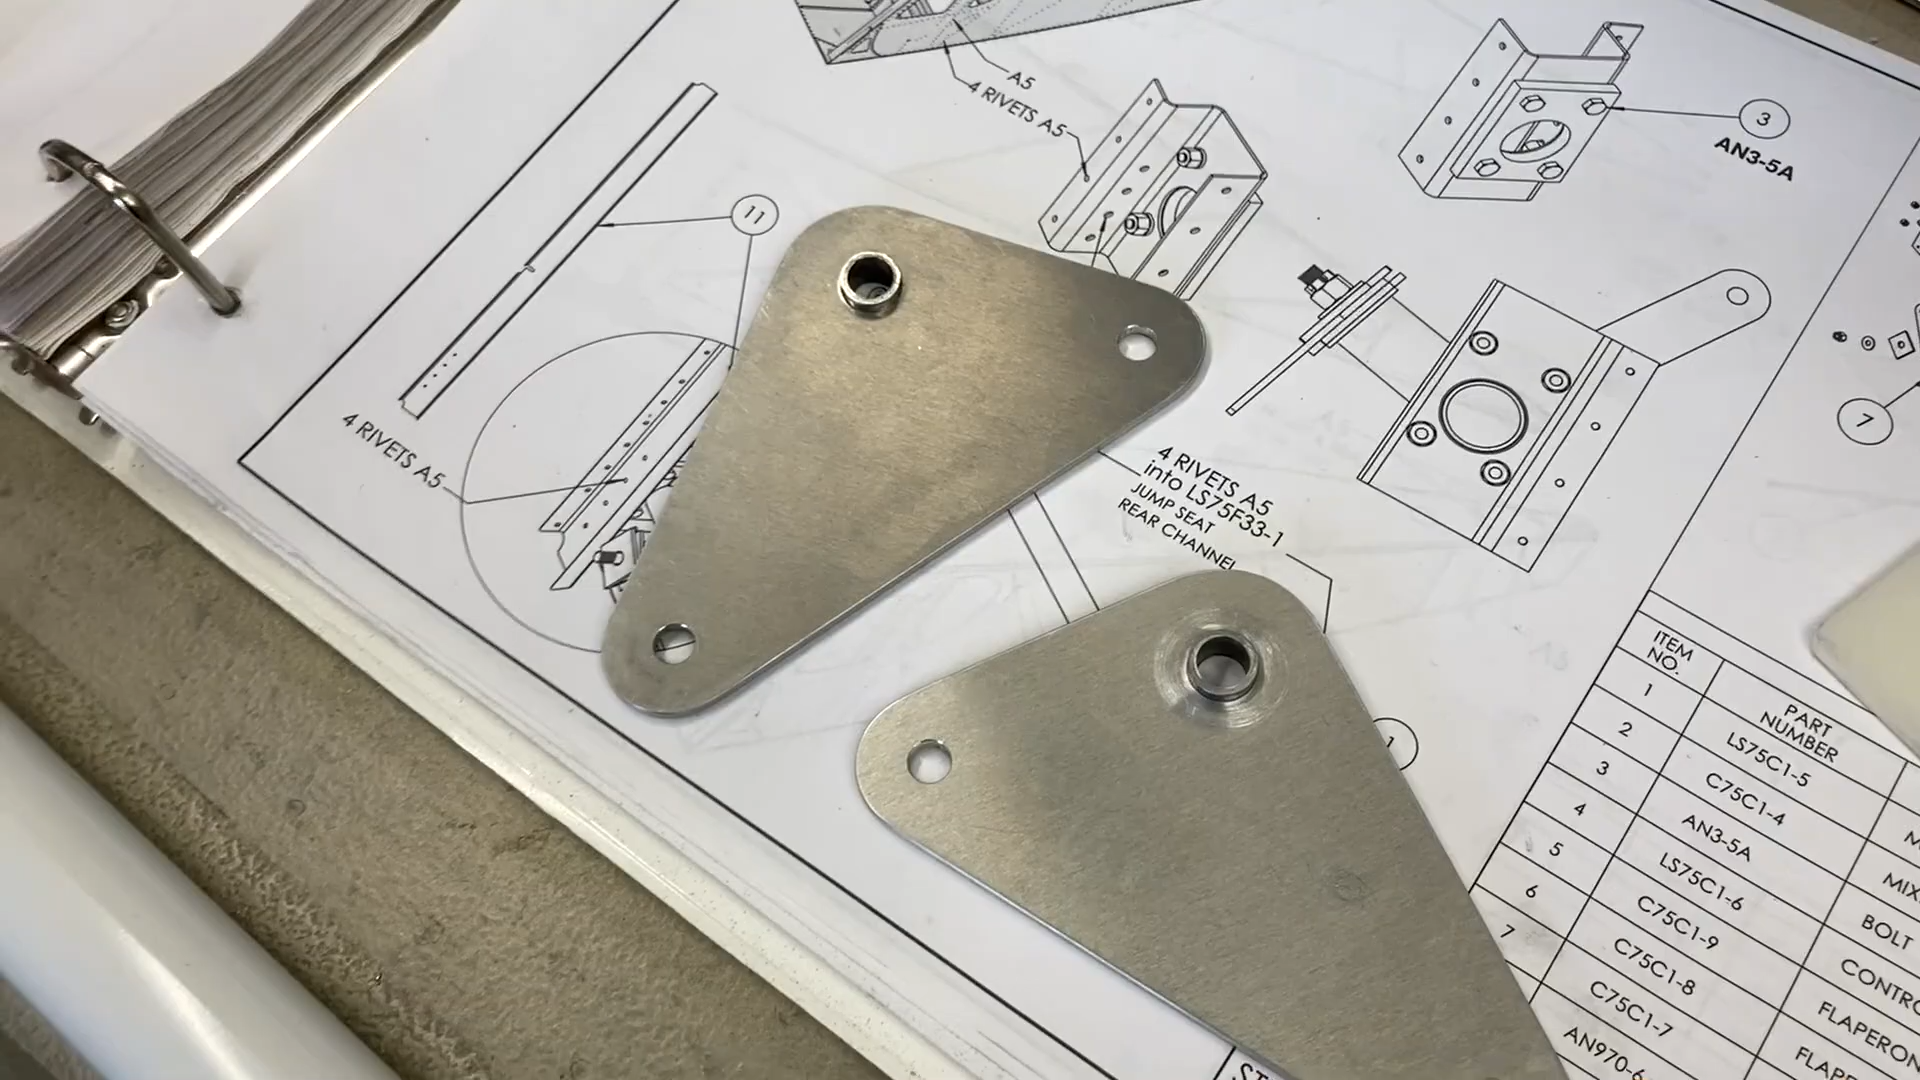 A5
4 RIVETS A5
3
AN3-5A
11
4 RIVETS A5
7
4 RIVETS A5
into LS75F33-1
JUMP SEAT
REAR CHANNEL
1
ITEM
NO.
PART
NUMBER
1
LS75C1-5
2
C75C1-4
3
AN3-5A
BOLT
4
LS75C1-6
5
C75C1-9
6
C75C1-8
7
C75C1-7
AN970-6